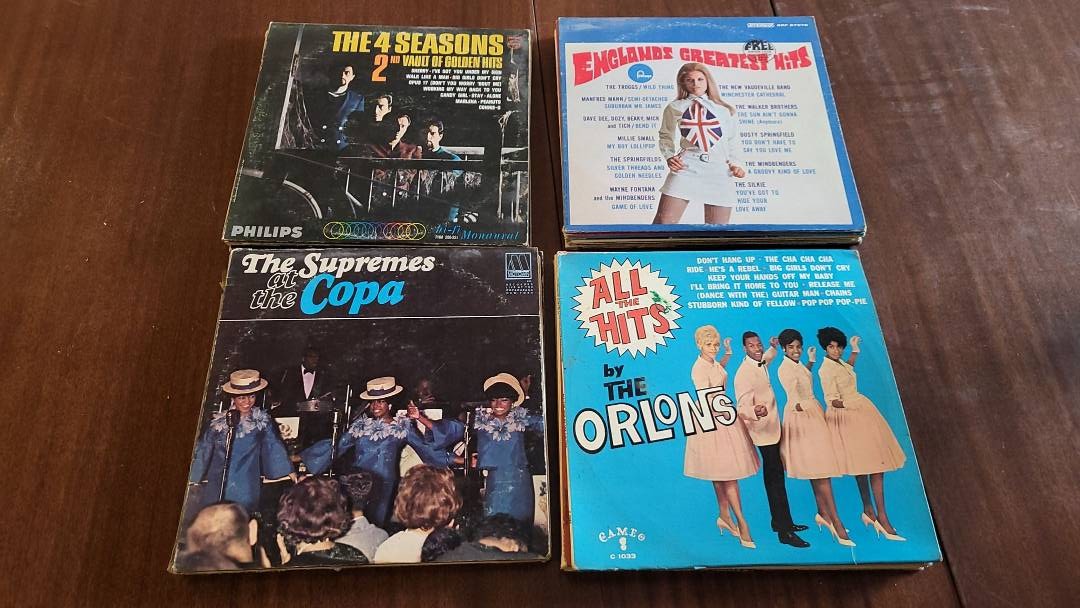 THE 4 SEASONS
2ND VAULT OF GOLDEN HITS
SHERRY · I'VE GOT YOU UNDER MY SKIN
WALK LIKE A MAN · BIG GIRLS DON'T CRY
OPUS 17 (DON'T YOU WORRY 'BOUT ME)
WORKING MY WAY BACK TO YOU
CANDY GIRL · STAY · ALONE
MARLENA · PEANUTS
CONNIE-O
PHILIPS
hi-fi Monaural
ENGLANDS GREATEST HITS
FREE
THE TROGGS / WILD THING
MANFRED MANN / SEMI-DETACHED
SUBURBAN MR. JAMES
DAVE DEE, DOZY, BEAKY, MICK
and TICH / BEND IT
MILLIE SMALL
MY BOY LOLLIPOP
THE SPRINGFIELDS
SILVER THREADS AND
GOLDEN NEEDLES
WAYNE FONTANA
and the MINDBENDERS
GAME OF LOVE
THE NEW VAUDEVILLE BAND
WINCHESTER CATHEDRAL
THE WALKER BROTHERS
THE SUN AIN'T GONNA
SHINE (Anymore)
DUSTY SPRINGFIELD
YOU DON'T HAVE TO
SAY YOU LOVE ME
THE MINDBENDERS
A GROOVY KIND OF LOVE
THE SILKIE
YOU'VE GOT TO
HIDE YOUR
LOVE AWAY
The Supremes
at
the Copa
MOTOWN
ALL
THE
HITS
by
THE
ORLONS
DON'T HANG UP · THE CHA CHA CHA
RIDE HE'S A REBEL · BIG GIRLS DON'T CRY
KEEP YOUR HANDS OFF MY BABY
I'LL BRING IT HOME TO YOU · RELEASE ME
(DANCE WITH THE) GUITAR MAN · CHAINS
STUBBORN KIND OF FELLOW · POP POP POP-PIE
CAMEO
C 1033